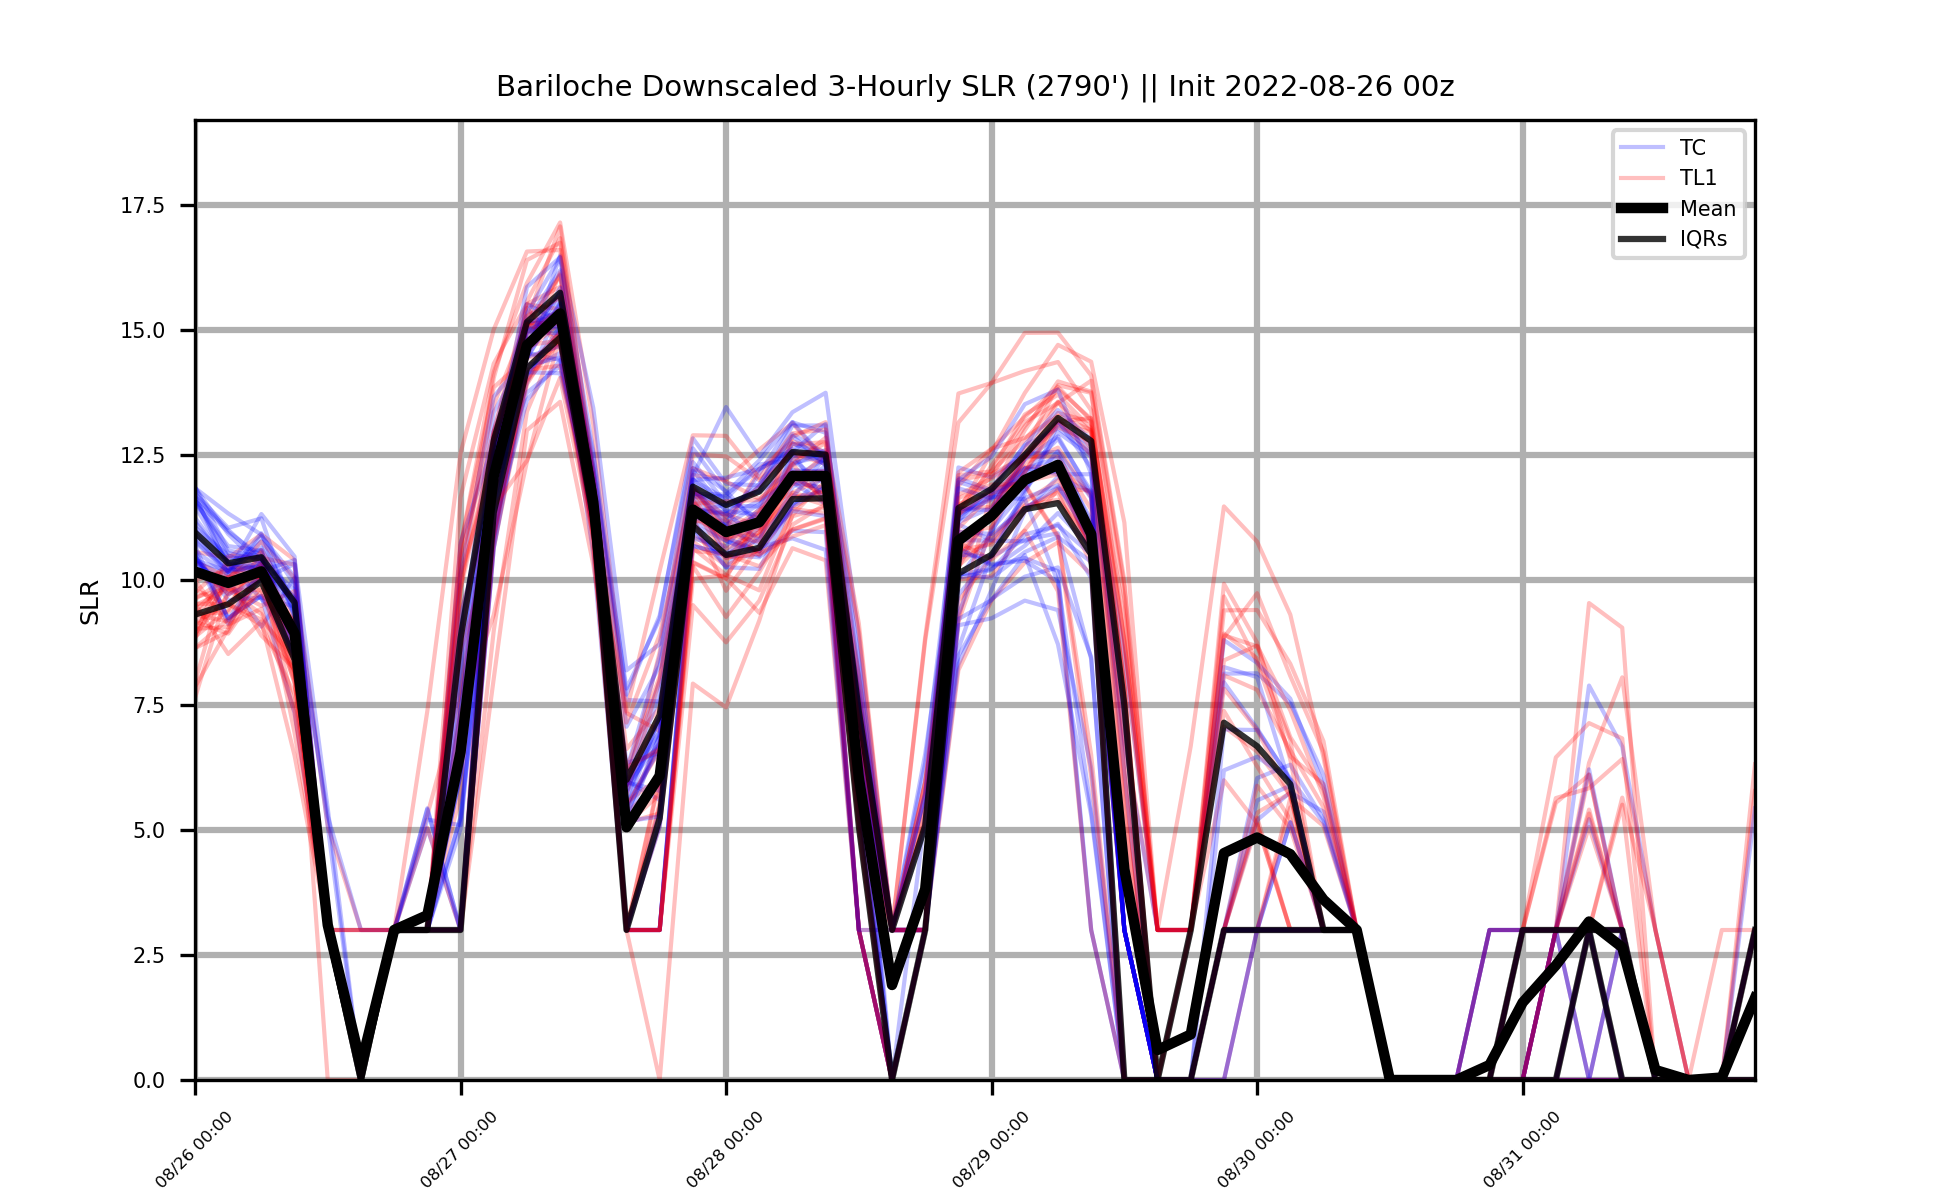 Bariloche Downscaled 3-Hourly SLR (2790') || Init 2022-08-26 00z
TC
TL1
Mean
IQRs
SLR
17.5
15.0
12.5
10.0
7.5
5.0
2.5
0.0
08/26 00:00
08/27 00:00
08/28 00:00
08/29 00:00
08/30 00:00
08/31 00:00